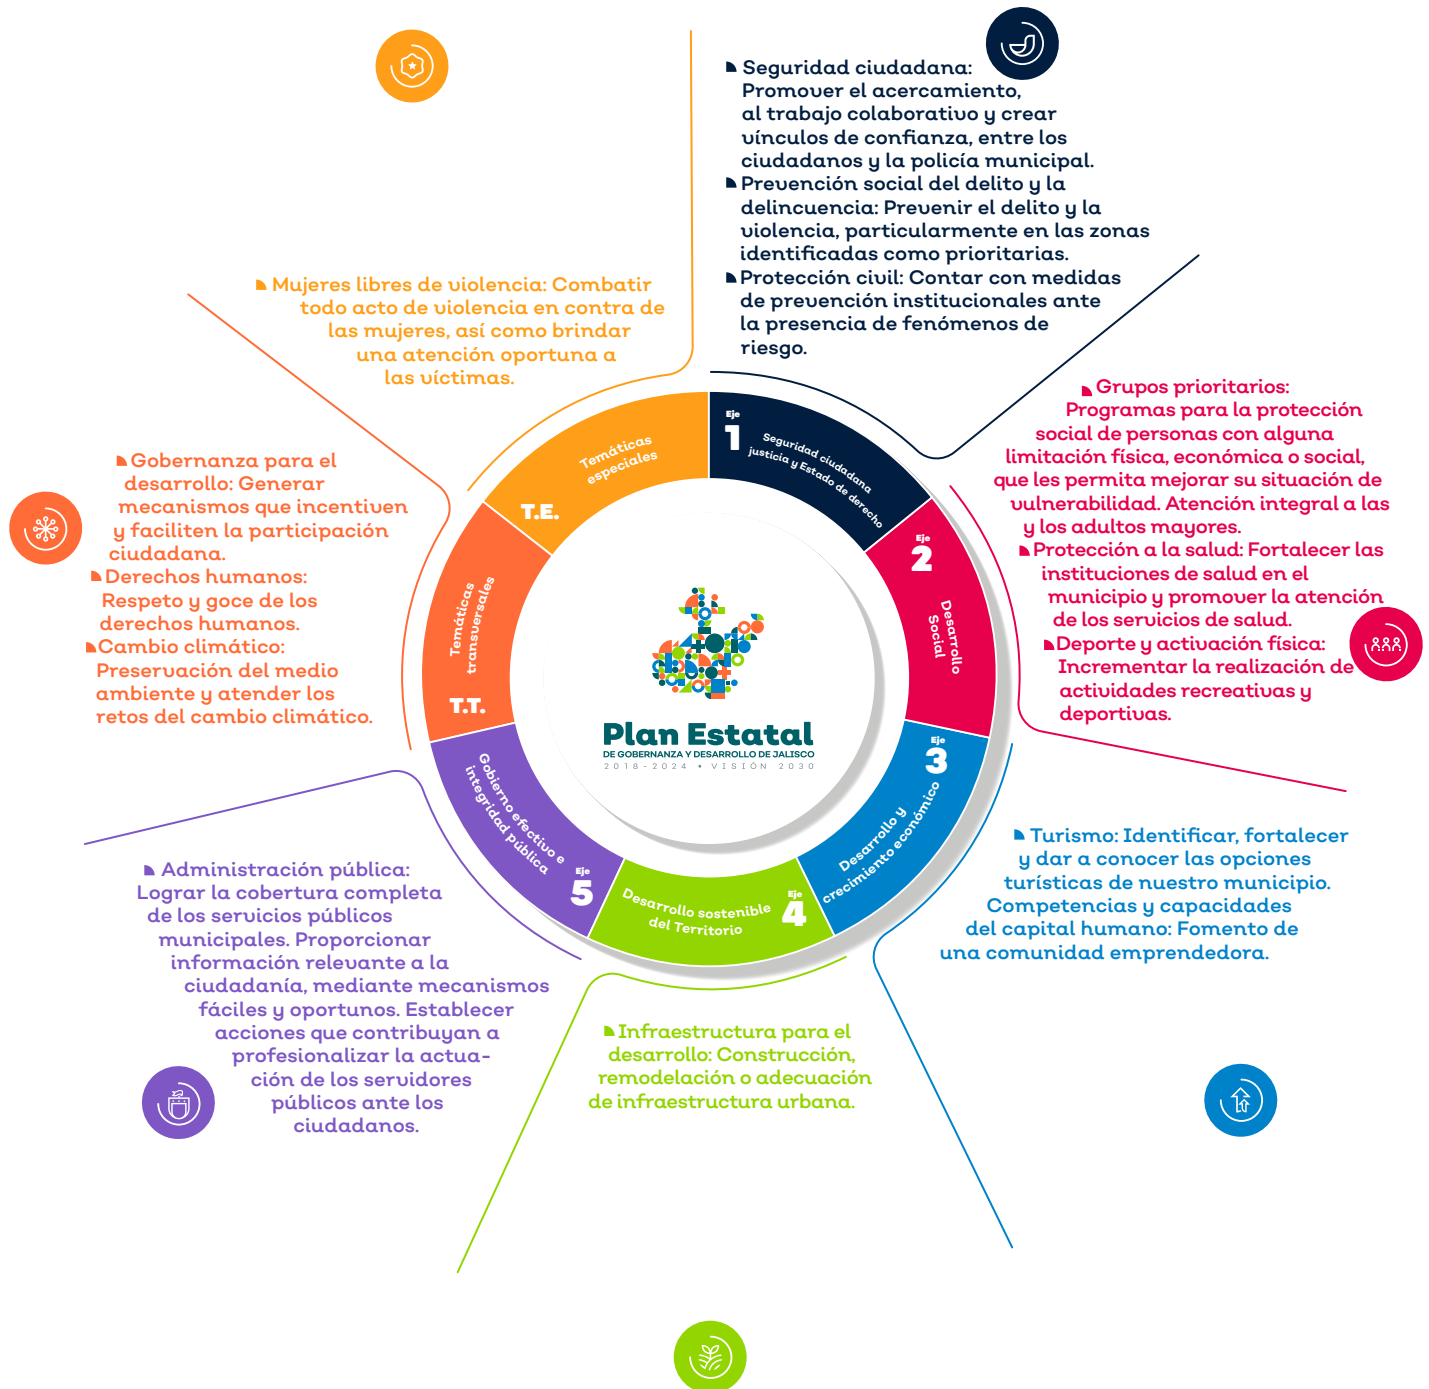 Seguridad ciudadana:
Promover el acercamiento,
al trabajo colaborativo y crear
vínculos de confianza, entre los
ciudadanos y la policía municipal.
Prevención social del delito y la
delincuencia: Prevenir el delito y la
violencia, particularmente en las zonas
identificadas como prioritarias.
Protección civil: Contar con medidas
de prevención institucionales ante
la presencia de fenómenos de
riesgo.
Grupos prioritarios:
Programas para la protección
social de personas con alguna
limitación física, económica o social,
que les permita mejorar su situación de
vulnerabilidad. Atención integral a las
y los adultos mayores.
Protección a la salud: Fortalecer las
instituciones de salud en el
municipio y promover la atención
de los servicios de salud.
Deporte y activación física:
Incrementar la realización de
actividades recreativas y
deportivas.
Turismo: Identificar, fortalecer
y dar a conocer las opciones
turísticas de nuestro municipio.
Competencias y capacidades
del capital humano: Fomento de
una comunidad emprendedora.
Infraestructura para el
desarrollo: Construcción,
remodelación o adecuación
de infraestructura urbana.
Administración pública:
Lograr la cobertura completa
de los servicios públicos
municipales. Proporcionar
información relevante a la
ciudadanía, mediante mecanismos
fáciles y oportunos. Establecer
acciones que contribuyan a
profesionalizar la actua-
ción de los servidores
públicos ante los
ciudadanos.
Gobernanza para el
desarrollo: Generar
mecanismos que incentiven
y faciliten la participación
ciudadana.
Derechos humanos:
Respeto y goce de los
derechos humanos.
Cambio climático:
Preservación del medio
ambiente y atender los
retos del cambio climático.
Mujeres libres de violencia: Combatir
todo acto de violencia en contra de
las mujeres, así como brindar
una atención oportuna a
las víctimas.
Eje
1
Seguridad ciudadana
justicia y Estado de derecho
Eje
2
Desarrollo
Social
Eje
3
Desarrollo y
crecimiento económico
Eje
4
Desarrollo sostenible
del Territorio
Eje
5
Gobierno efectivo e
integridad pública
T.T.
Temáticas
transversales
T.E.
Temáticas
especiales
Plan Estatal
DE GOBERNANZA Y DESARROLLO DE JALISCO
2018-2024 • VISIÓN 2030